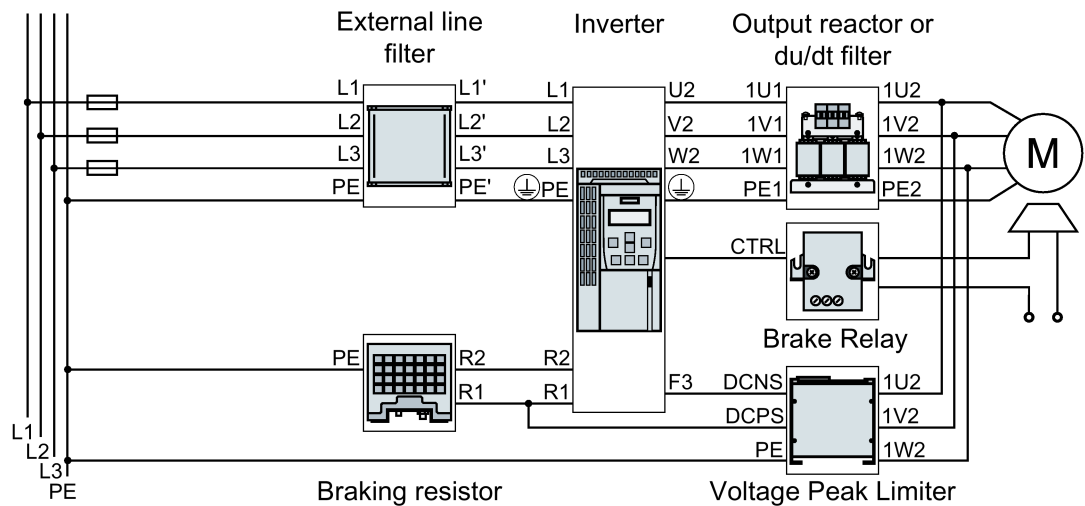 External line
filter
Inverter
Output reactor or
du/dt filter
L1 L1' L1 U2 1U1 1U2
L2 L2' L2 V2 1V1 1V2
L3 L3' L3 W2 1W1 1W2
PE PE' PE PE1 PE2
M
CTRL
Brake Relay
PE R2 R2
R1 R1 F3 DCNS 1U2
DCPS 1V2
PE 1W2
L1
L2
L3
PE
Braking resistor
Voltage Peak Limiter